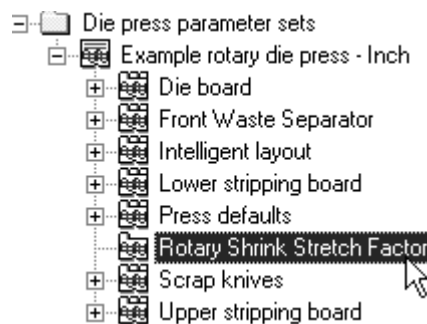 Die press parameter sets
Example rotary die press - Inch
Die board
Front Waste Separator
Intelligent layout
Lower stripping board
Press defaults
Rotary Shrink Stretch Factor
Scrap knives
Upper stripping board